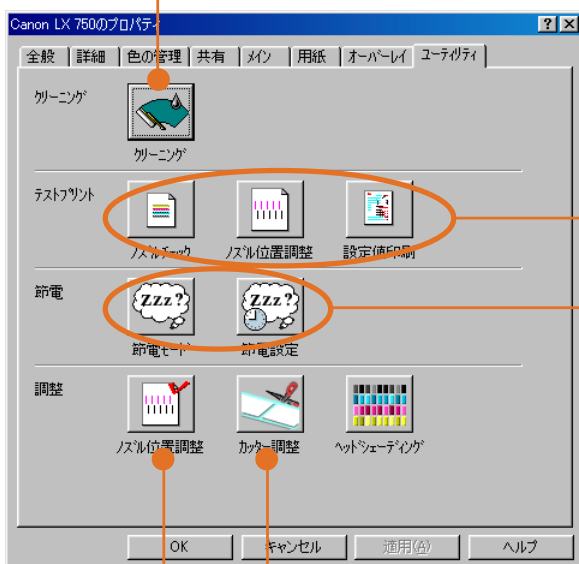 Canon LX 750のプロパティ
全般 詳細 色の管理 共有 メイン 用紙 オーバーレイ ユーティリティ
クリーニング
クリーニング
テストプリント
ノズルチェック ノズル位置調整 設定値印刷
節電
Zzz? Zzz?
節電モード 節電設定
調整
ノズル位置調整 カッター調整 ヘッドシェーディング
OK キャンセル 適用(A) ヘルプ